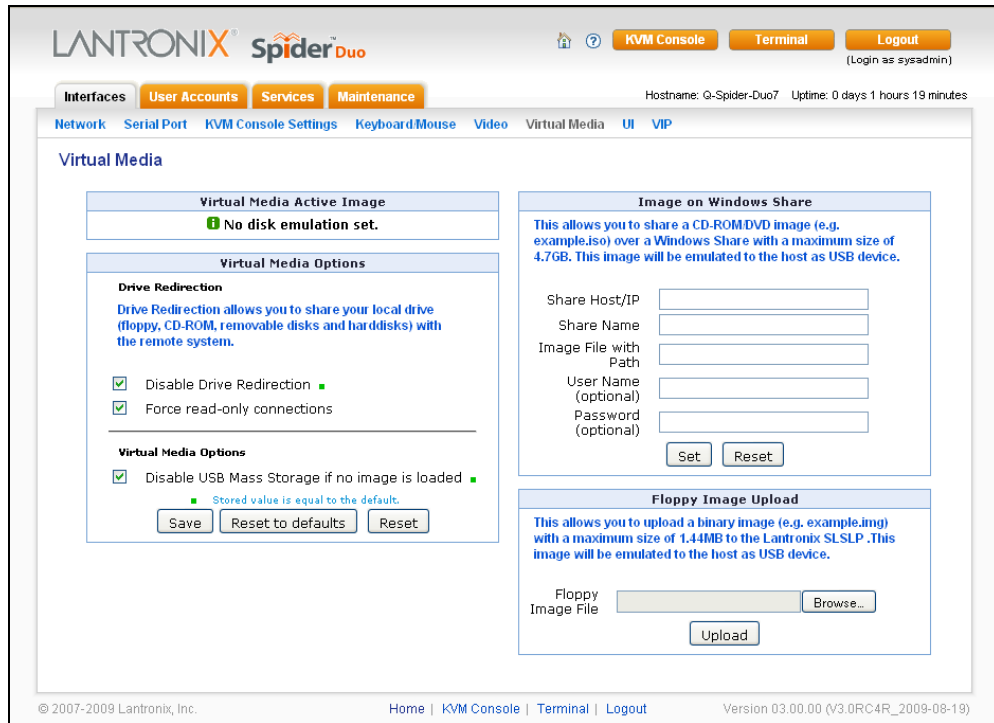 LANTRONIX® Spider™ Duo
KVM Console
Terminal
Logout
(Login as sysadmin)
Interfaces
User Accounts
Services
Maintenance
Hostname: Q-Spider-Duo7 Uptime: 0 days 1 hours 19 minutes
Network Serial Port KVM Console Settings Keyboard/Mouse Video Virtual Media UI VIP
Virtual Media
Virtual Media Active Image
No disk emulation set.
Virtual Media Options
Drive Redirection
Drive Redirection allows you to share your local drive
(floppy, CD-ROM, removable disks and harddisks) with
the remote system.
Disable Drive Redirection
Force read-only connections
Virtual Media Options
Disable USB Mass Storage if no image is loaded
Stored value is equal to the default.
Save
Reset to defaults
Reset
Image on Windows Share
This allows you to share a CD-ROM/DVD image (e.g.
example.iso) over a Windows Share with a maximum size of
4.7GB. This image will be emulated to the host as USB device.
Share Host/IP
Share Name
Image File with
Path
User Name
(optional)
Password
(optional)
Set
Reset
Floppy Image Upload
This allows you to upload a binary image (e.g. example.img)
with a maximum size of 1.44MB to the Lantronix SLSLP .This
image will be emulated to the host as USB device.
Floppy
Image File
Browse...
Upload
© 2007-2009 Lantronix, Inc.
Home | KVM Console | Terminal | Logout
Version 03.00.00 (V3.0RC4R_2009-08-19)